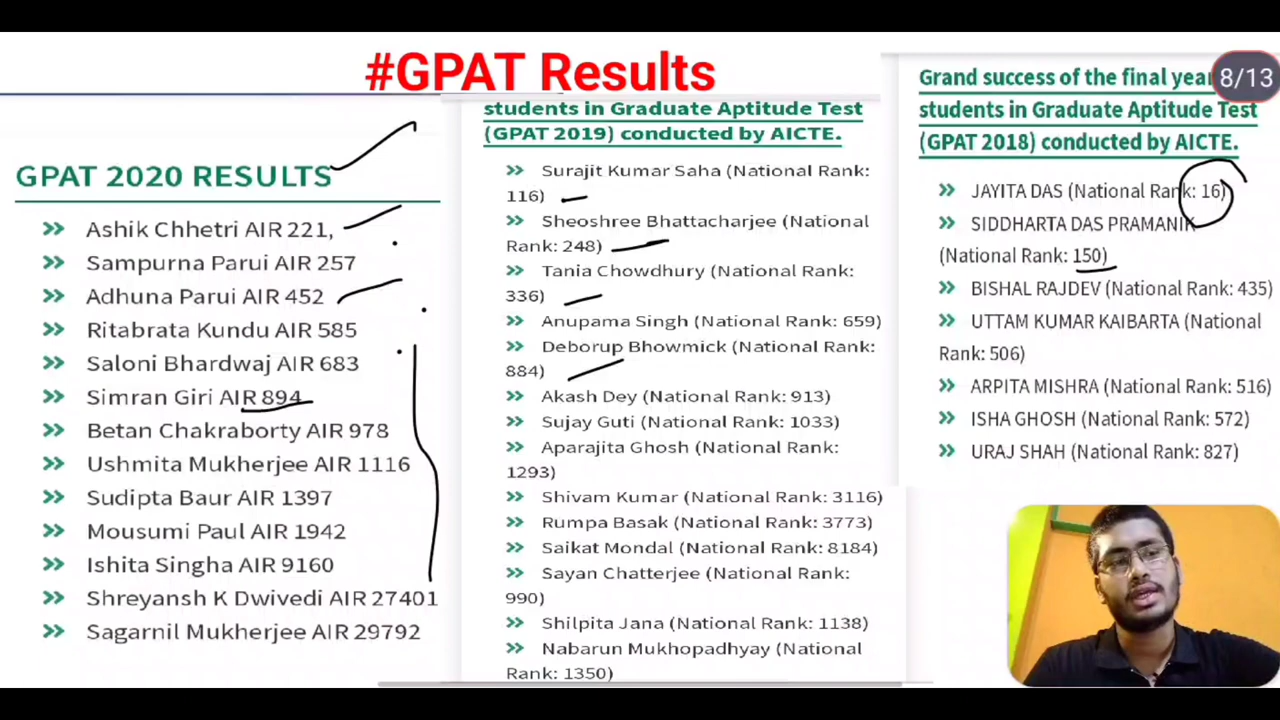 #GPAT Results
8/13
GPAT 2020 RESULTS
Ashik Chhetri AIR 221,
Sampurna Parui AIR 257
Adhuna Parui AIR 452
Ritabrata Kundu AIR 585
Saloni Bhardwaj AIR 683
Simran Giri AIR 894
Betan Chakraborty AIR 978
Ushmita Mukherjee AIR 1116
Sudipta Baur AIR 1397
Mousumi Paul AIR 1942
Ishita Singha AIR 9160
Shreyansh K Dwivedi AIR 27401
Sagarnil Mukherjee AIR 29792
students in Graduate Aptitude Test
(GPAT 2019) conducted by AICTE.
Surajit Kumar Saha (National Rank:
116)
Sheoshree Bhattacharjee (National
Rank: 248)
Tania Chowdhury (National Rank:
336)
Anupama Singh (National Rank: 659)
Deborup Bhowmick (National Rank:
884)
Akash Dey (National Rank: 913)
Sujay Guti (National Rank: 1033)
Aparajita Ghosh (National Rank:
1293)
Shivam Kumar (National Rank: 3116)
Rumpa Basak (National Rank: 3773)
Saikat Mondal (National Rank: 8184)
Sayan Chatterjee (National Rank:
990)
Shilpita Jana (National Rank: 1138)
Nabarun Mukhopadhyay (National
Rank: 1350)
Grand success of the final year
students in Graduate Aptitude Test
(GPAT 2018) conducted by AICTE.
JAYITA DAS (National Rank: 16)
SIDDHARTA DAS PRAMANIK
(National Rank: 150)
BISHAL RAJDEV (National Rank: 435)
UTTAM KUMAR KAIBARTA (National
Rank: 506)
ARPITA MISHRA (National Rank: 516)
ISHA GHOSH (National Rank: 572)
URAJ SHAH (National Rank: 827)